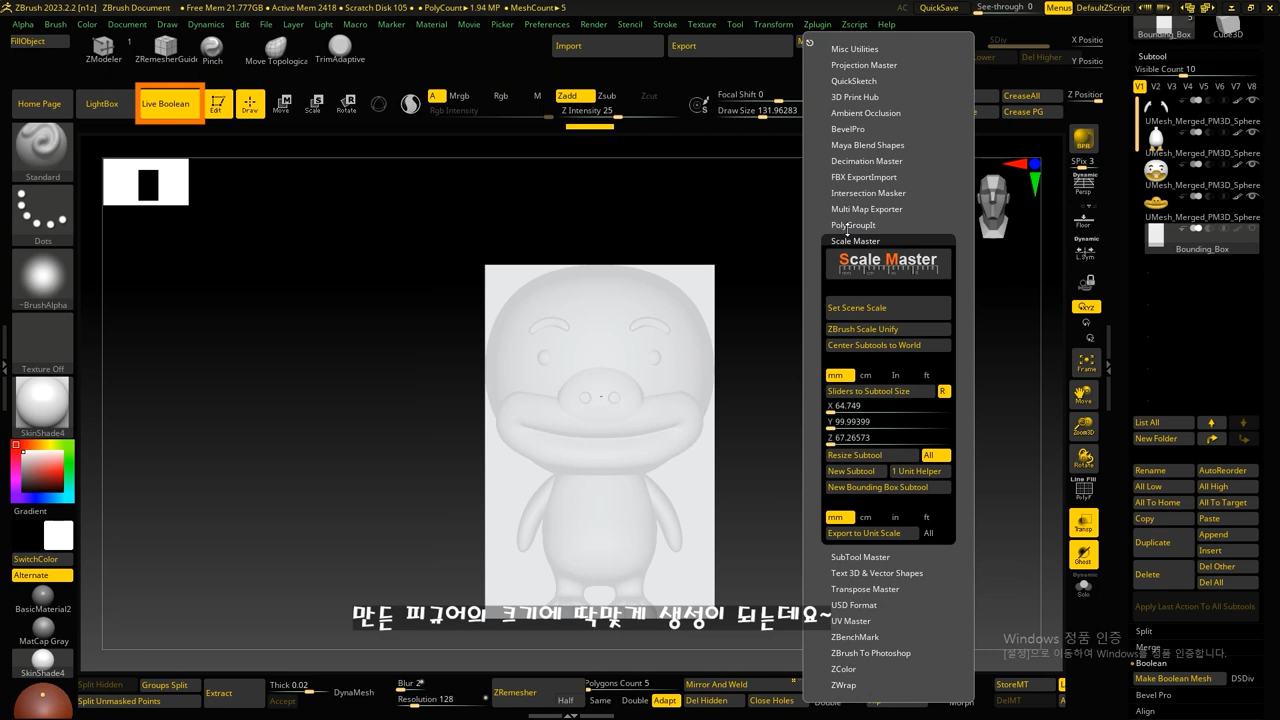 ZBrush 2023.2.2 [n1z]
ZBrush Document
• Free Mem 21.777GB • Active Mem 2418 • Scratch Disk 105 • PolyCount▸ 1.94 MP • MeshCount▸ 5
AC
QuickSave
See-through 0
Menus
DefaultZScript
Alpha
Brush
Color
Document
Draw
Dynamics
Edit
File
Layer
Light
Macro
Marker
Material
Movie
Picker
Preferences
Render
Stencil
Stroke
Texture
Tool
Transform
Zplugin
Zscript
Help
FillObject
ZModeler
1
ZRemesherGuide
Pinch
Move Topologica
TrimAdaptive
Import
Export
SDiv
Lower
Del Higher
X Position
Y Position
Z Position
Home Page
LightBox
Live Boolean
Edit
Draw
Move
Scale
Rotate
A
Mrgb
Rgb
M
Rgb Intensity
Zadd
Zsub
Zcut
Z Intensity 25
Focal Shift 0
Draw Size 131.96283
CreaseAll
Crease PG
Standard
Dots
~BrushAlpha
Texture Off
SkinShade4
Gradient
SwitchColor
Alternate
BasicMaterial2
MatCap Gray
SkinShade4
Misc Utilities
Projection Master
QuickSketch
3D Print Hub
Ambient Occlusion
BevelPro
Maya Blend Shapes
Decimation Master
FBX ExportImport
Intersection Masker
Multi Map Exporter
PolyGroupIt
Scale Master
Scale Master
Set Scene Scale
ZBrush Scale Unify
Center Subtools to World
mm cm In ft
Sliders to Subtool Size R
X 64.749
Y 99.99399
Z 67.26573
Resize Subtool All
New Subtool 1 Unit Helper
New Bounding Box Subtool
mm cm in ft
Export to Unit Scale All
SubTool Master
Text 3D & Vector Shapes
Transpose Master
USD Format
UV Master
ZBenchMark
ZBrush To Photoshop
ZColor
ZWrap
BPR
SPix 3
Dynamic
Persp
Floor
Dynamic
L.Sym
XYZ
Frame
Move
Zoom3D
Rotate
Line Fill
PolyF
Transp
Ghost
Dynamic
Solo
Bounding_Box
5
Cube3D
Subtool
Visible Count 10
V1 V2 V3 V4 V5 V6 V7 V8
UMesh_Merged_PM3D_Sphere
UMesh_Merged_PM3D_Sphere
UMesh_Merged_PM3D_Sphere
UMesh_Merged_PM3D_Sphere
Bounding_Box
List All
New Folder
Rename AutoReorder
All Low All High
All To Home All To Target
Copy Paste
Duplicate Append
Insert
Delete Del Other
Del All
Apply Last Action To All Subtools
Split
Merge
Boolean
Make Boolean Mesh DSDiv
Bevel Pro
Align
만든 피규어의 크기에 딱맞게 생성이 되는데요~
Windows 정품 인증
[설정]으로 이동하여 Windows를 정품 인증합니다.
Split Hidden
Groups Split
Split Unmasked Points
Extract
Thick 0.02
Accept
DynaMesh
Blur 2
Resolution 128
ZRemesher
Polygons Count 5
Half Same Double Adapt
Mirror And Weld
Del Hidden
Close Holes
Double
Morph
StoreMT
DelMT